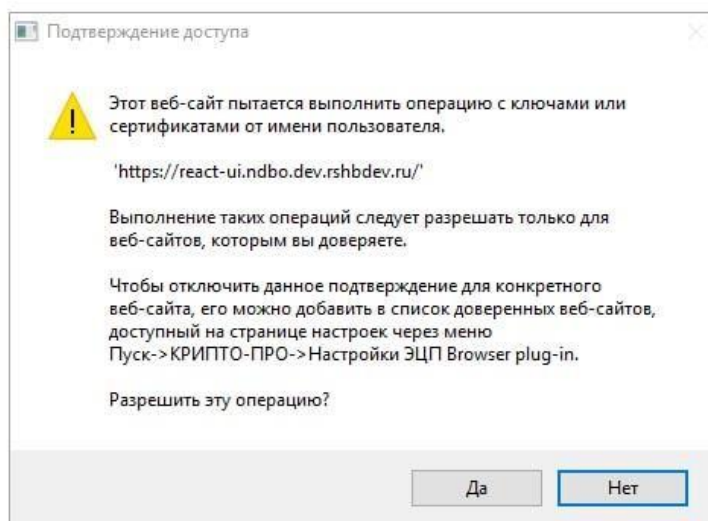 Подтверждение доступа
Этот веб-сайт пытается выполнить операцию с ключами или
сертификатами от имени пользователя.
'https://react-ui.ndbo.dev.rshbdev.ru/'
Выполнение таких операций следует разрешать только для
веб-сайтов, которым вы доверяете.
Чтобы отключить данное подтверждение для конкретного
веб-сайта, его можно добавить в список доверенных веб-сайтов,
доступный на странице настроек через меню
Пуск->КРИПТО-ПРО->Настройки ЭЦП Browser plug-in.
Разрешить эту операцию?
Да
Нет